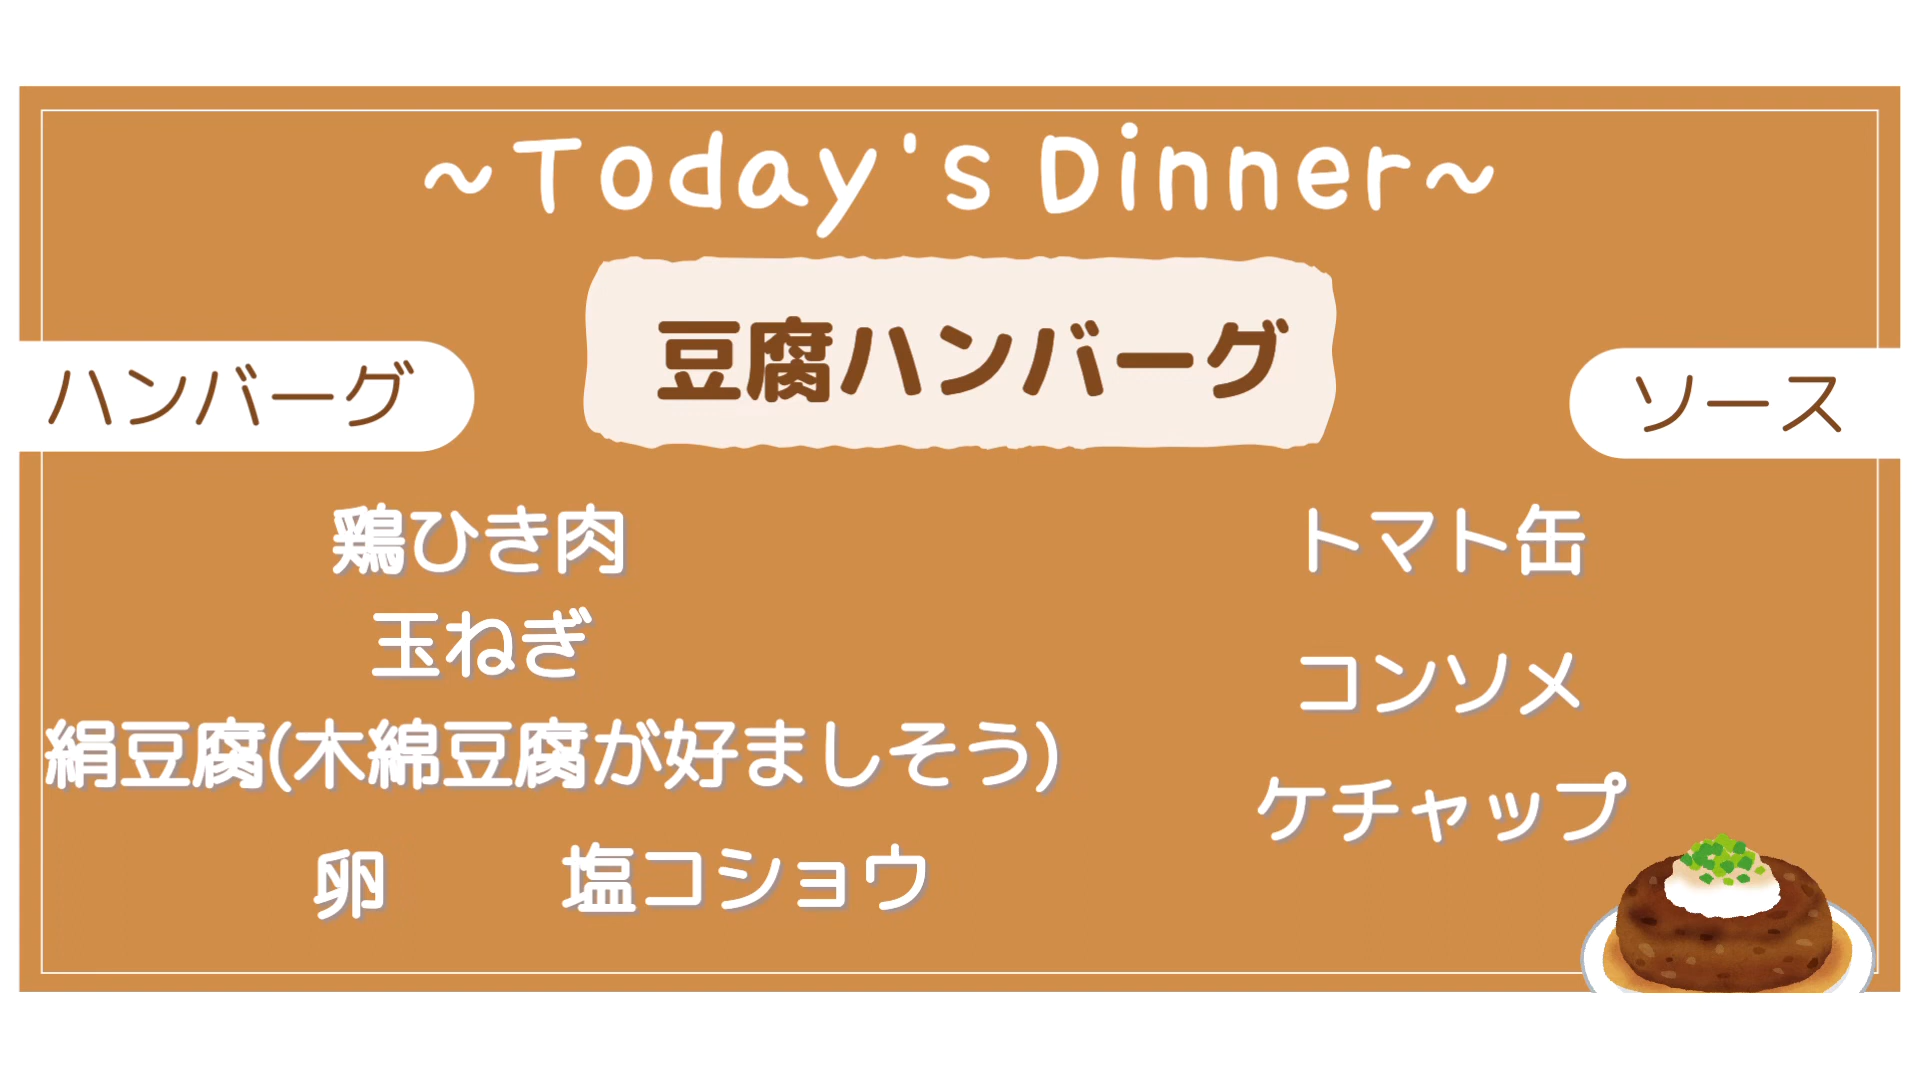 ~Today's Dinner~
豆腐ハンバーグ
ハンバーグ
鶏ひき肉
玉ねぎ
絹豆腐(木綿豆腐が好ましそう)
卵 塩コショウ
ソース
トマト缶
コンソメ
ケチャップ